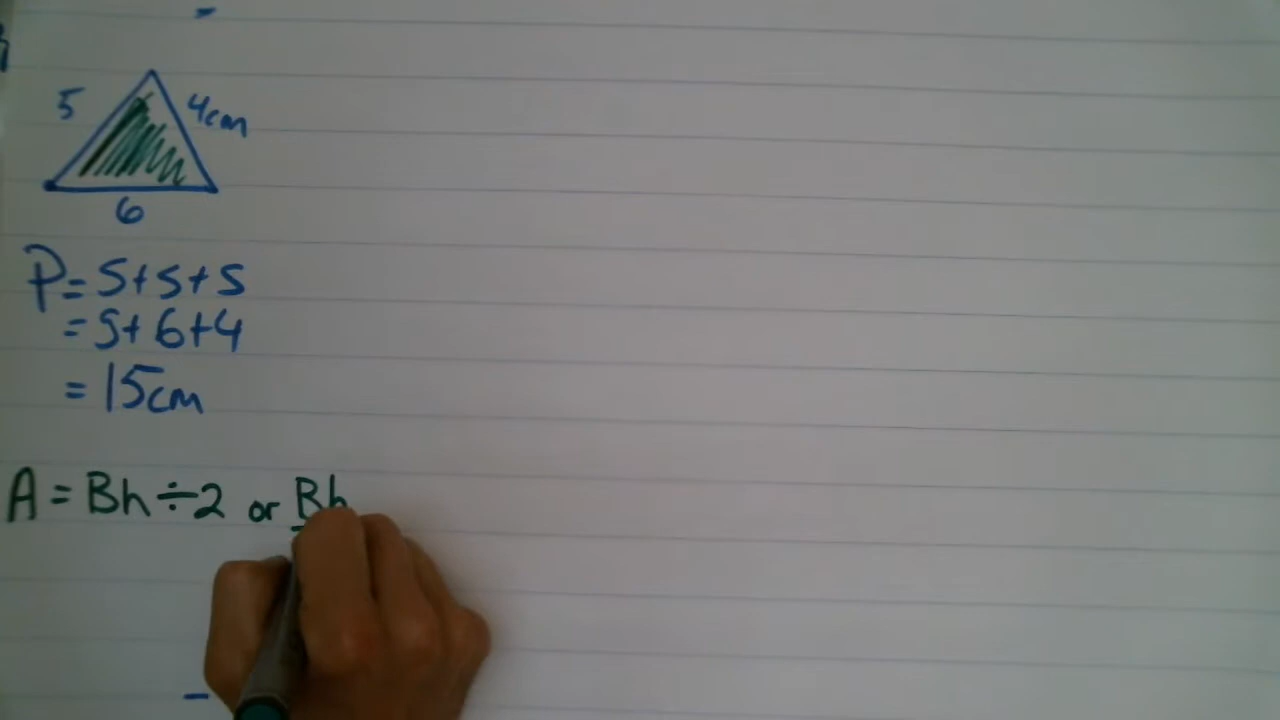 5 4cm
6
P = S + S + S
= 5 + 6 + 4
= 15cm
A = Bh ÷ 2 or Bh